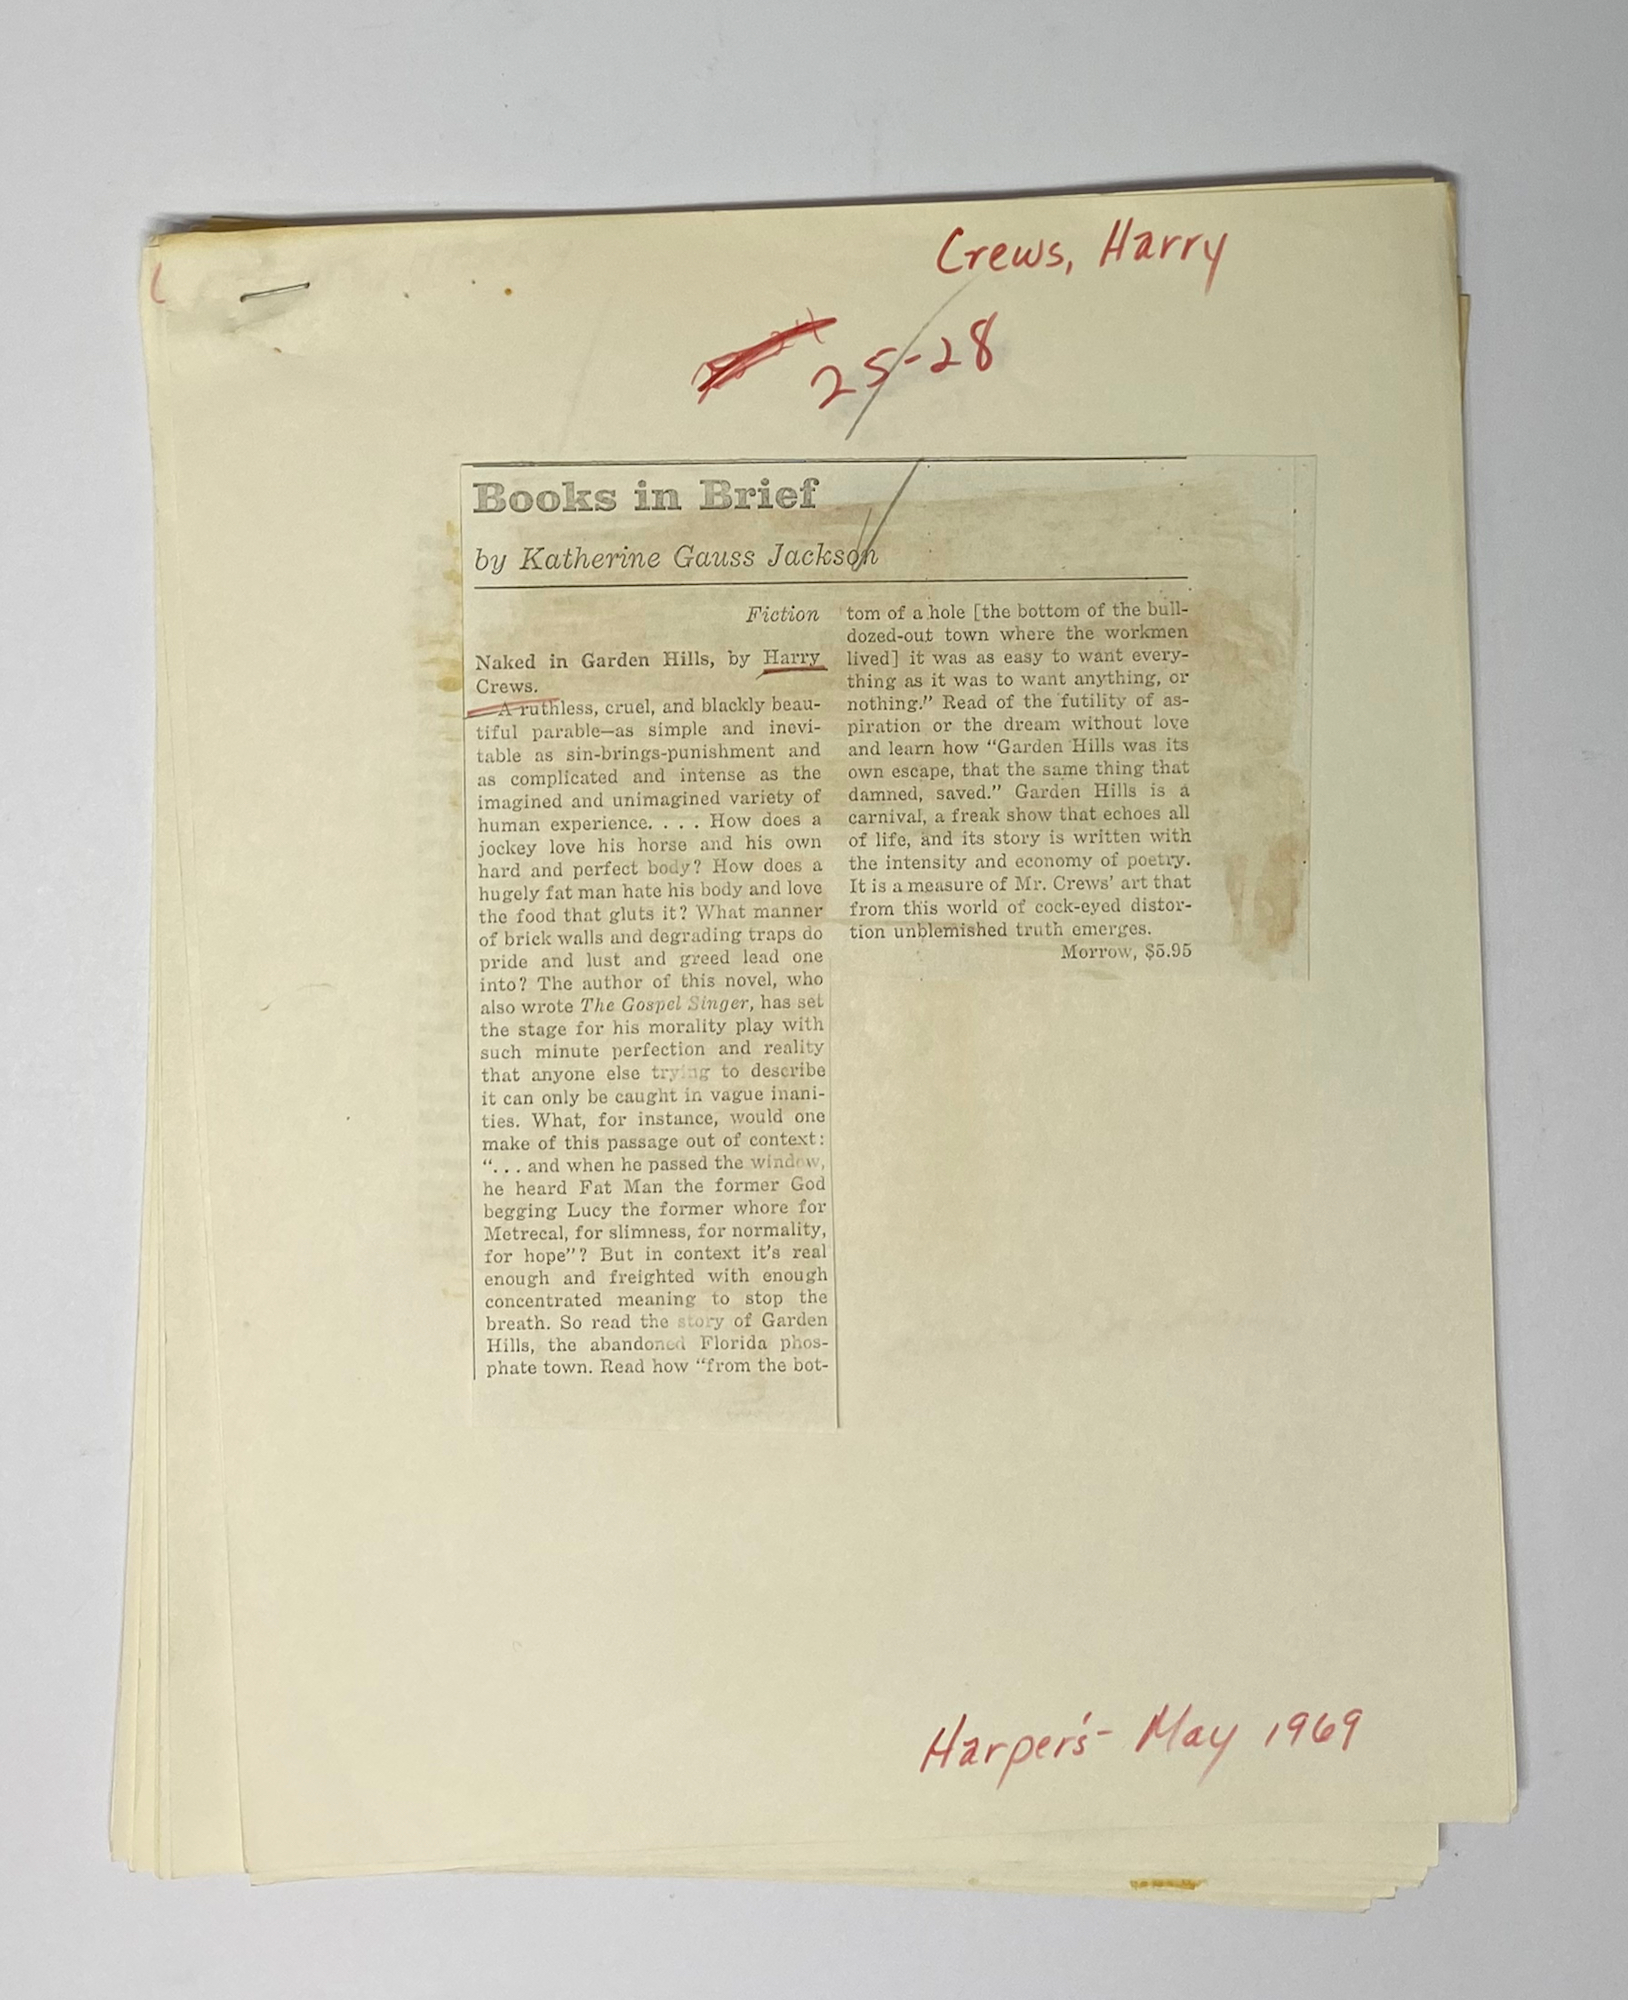 Crews, Harry
25-28
Books in Brief
by Katherine Gauss Jackson
Fiction
Naked in Garden Hills, by Harry
Crews.
A ruthless, cruel, and blackly beau-
tiful parable—as simple and inevi-
table as sin-brings-punishment and
as complicated and intense as the
imagined and unimagined variety of
human experience. . . . How does a
jockey love his horse and his own
hard and perfect body? How does a
hugely fat man hate his body and love
the food that gluts it? What manner
of brick walls and degrading traps do
pride and lust and greed lead one
into? The author of this novel, who
also wrote The Gospel Singer, has set
the stage for his morality play with
such minute perfection and reality
that anyone else trying to describe
it can only be caught in vague inani-
ties. What, for instance, would one
make of this passage out of context:
“. . . and when he passed the window,
he heard Fat Man the former God
begging Lucy the former whore for
Metrecal, for slimness, for normality,
for hope”? But in context it's real
enough and freighted with enough
concentrated meaning to stop the
breath. So read the story of Garden
Hills, the abandoned Florida phos-
phate town. Read how “from the bot-
tom of a hole [the bottom of the bull-
dozed-out town where the workmen
lived] it was as easy to want every-
thing as it was to want anything, or
nothing.” Read of the futility of as-
piration or the dream without love
and learn how “Garden Hills was its
own escape, that the same thing that
damned, saved.” Garden Hills is a
carnival, a freak show that echoes all
of life, and its story is written with
the intensity and economy of poetry.
It is a measure of Mr. Crews' art that
from this world of cock-eyed distor-
tion unblemished truth emerges.
Morrow, $5.95
Harper's- May 1969